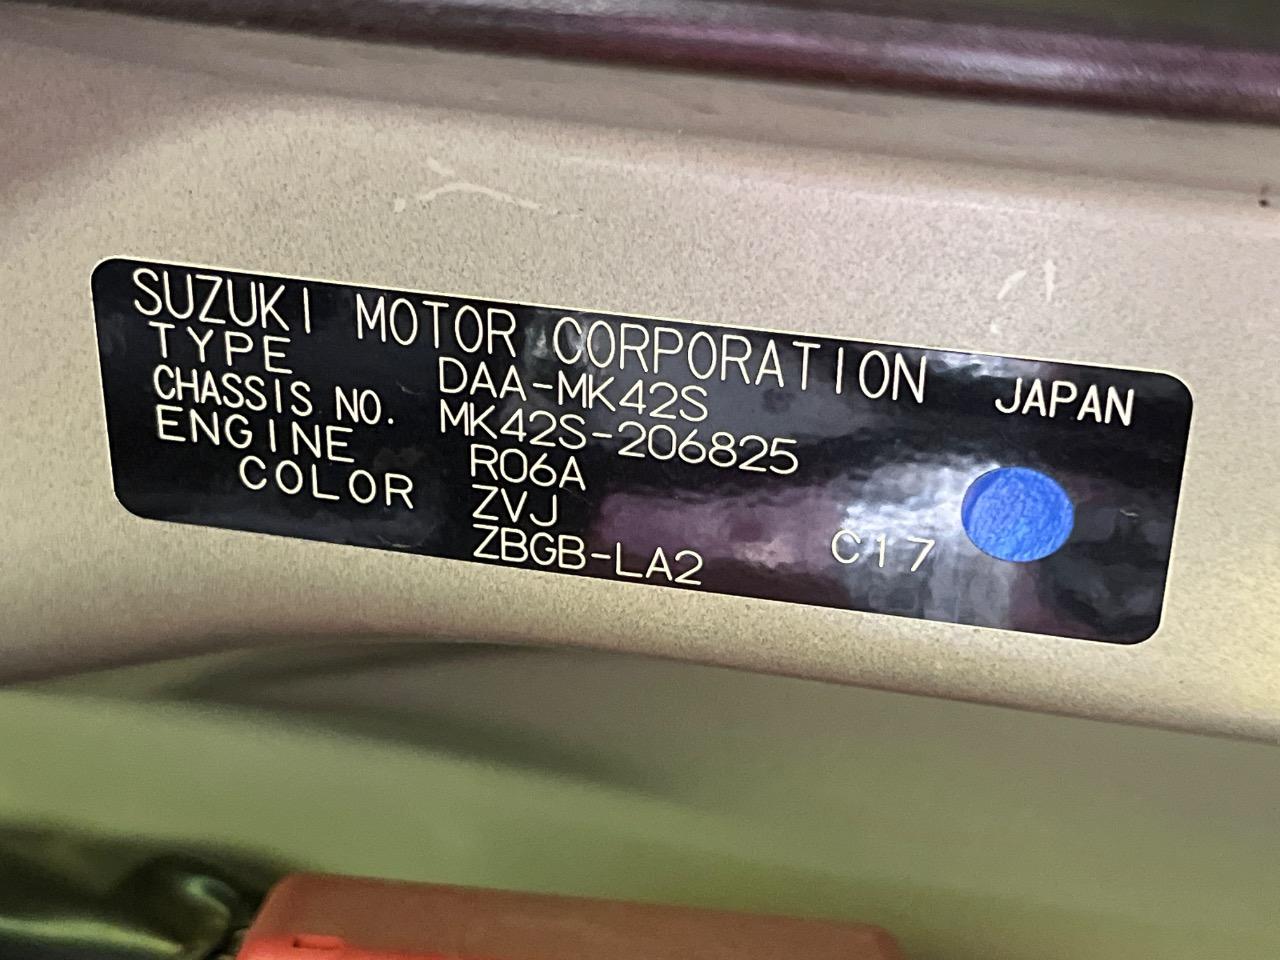 SUZUKI MOTOR CORPORATION JAPAN
TYPE DAA-MK42S
CHASSIS NO. MK42S-206825
ENGINE R06A
COLOR ZVJ
ZBGB-LA2 C17